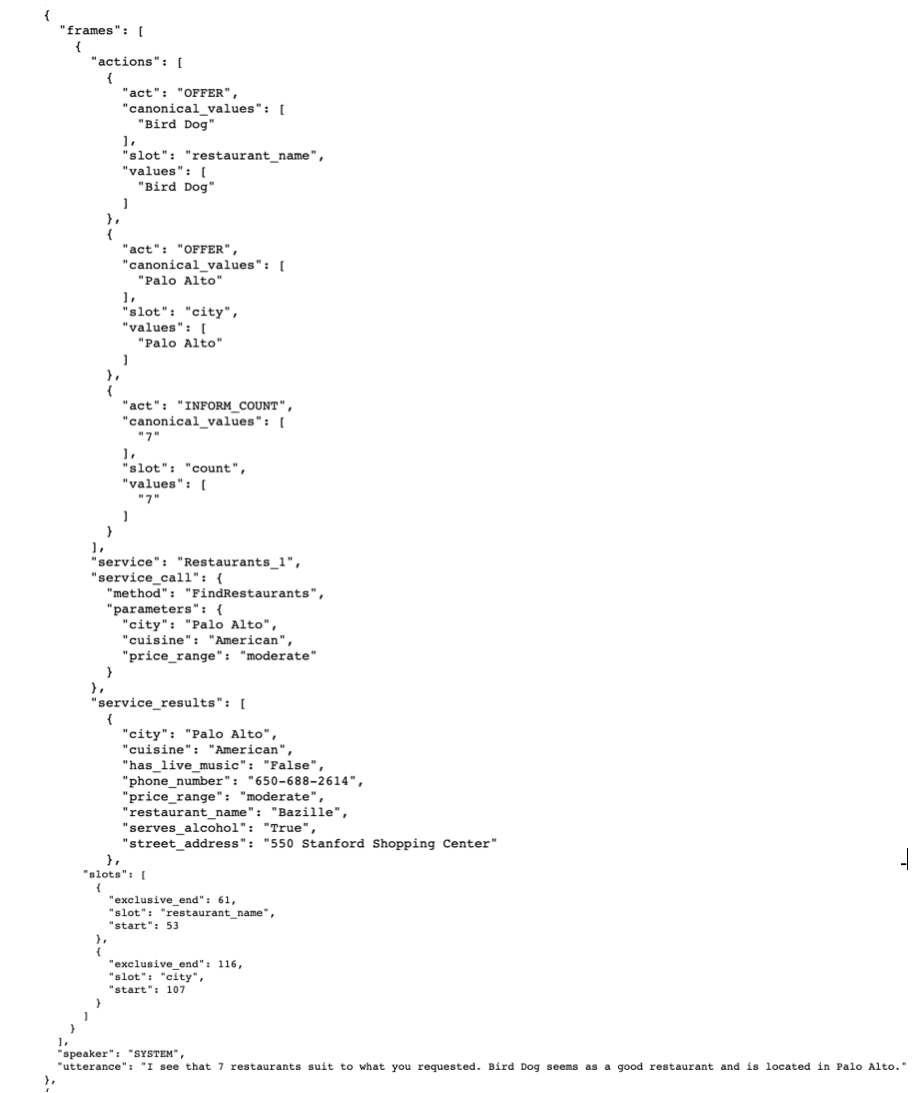 {
"frames": [
{
"actions": [
{
"act": "OFFER",
"canonical_values": [
"Bird Dog"
],
"slot": "restaurant_name",
"values": [
"Bird Dog"
]
},
{
"act": "OFFER",
"canonical_values": [
"Palo Alto"
],
"slot": "city",
"values": [
"Palo Alto"
]
},
{
"act": "INFORM_COUNT",
"canonical_values": [
"7"
],
"slot": "count",
"values": [
"7"
]
}
],
"service": "Restaurants_1",
"service_call": {
"method": "FindRestaurants",
"parameters": {
"city": "Palo Alto",
"cuisine": "American",
"price_range": "moderate"
}
},
"service_results": [
{
"city": "Palo Alto",
"cuisine": "American",
"has_live_music": "False",
"phone_number": "650-688-2614",
"price_range": "moderate",
"restaurant_name": "Bazille",
"serves_alcohol": "True",
"street_address": "550 Stanford Shopping Center"
},
"slots": [
{
"exclusive_end": 61,
"slot": "restaurant_name",
"start": 53
},
{
"exclusive_end": 116,
"slot": "city",
"start": 107
}
]
}
],
"speaker": "SYSTEM",
"utterance": "I see that 7 restaurants suit to what you requested. Bird Dog seems as a good restaurant and is located in Palo Alto."
},